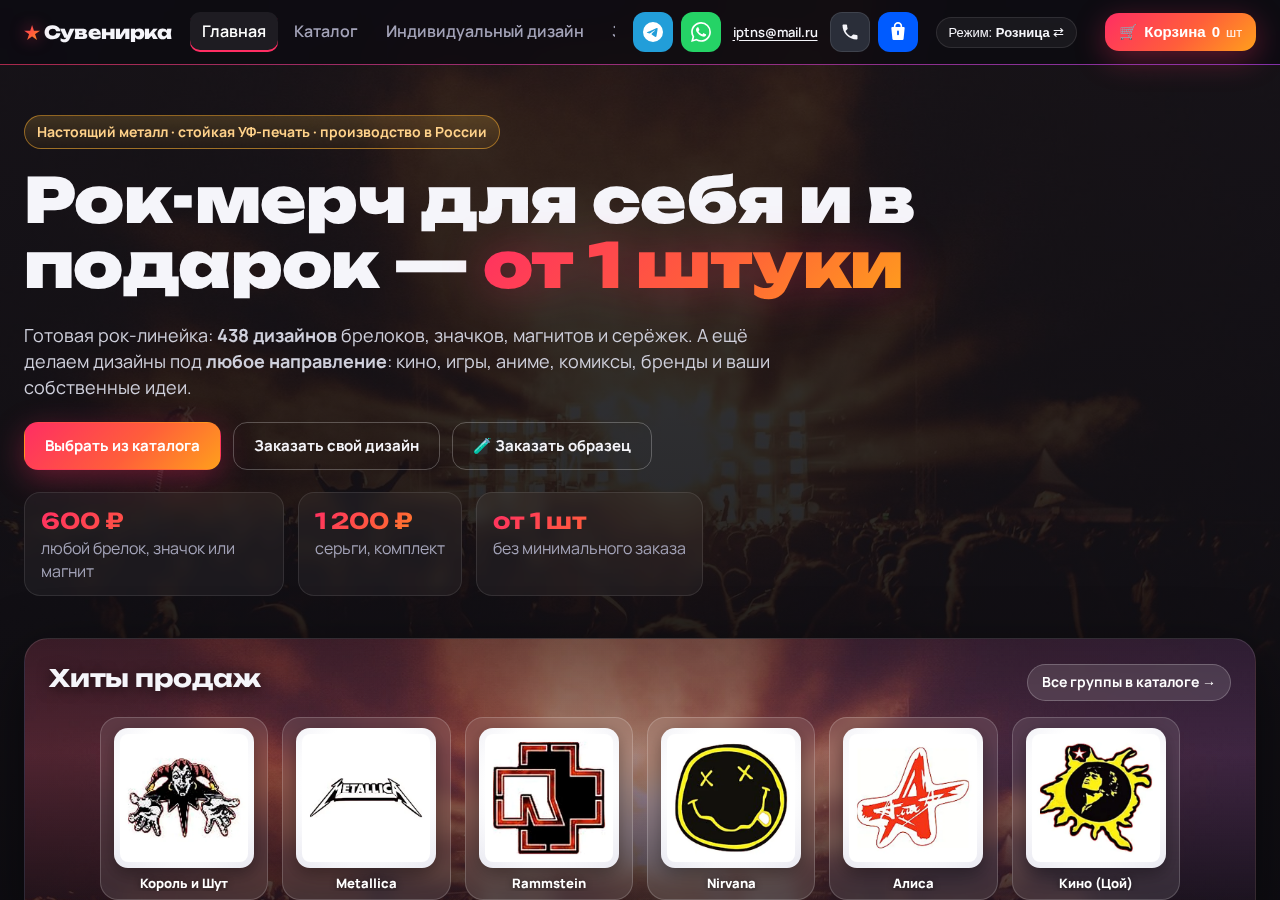 ★ Сувенирка
Главная
Каталог
Индивидуальный дизайн
iptns@mail.ru
Режим: Розница ⇄
🛒 Корзина 0 шт
Настоящий металл · стойкая УФ-печать · производство в России
Рок-мерч для себя и в
подарок — от 1 штуки
Готовая рок-линейка: 438 дизайнов брелоков, значков, магнитов и серёжек. А ещё
делаем дизайны под любое направление: кино, игры, аниме, комиксы, бренды и ваши
собственные идеи.
Выбрать из каталога
Заказать свой дизайн
🧪 Заказать образец
600 ₽
любой брелок, значок или
магнит
1 200 ₽
серьги, комплект
от 1 шт
без минимального заказа
Хиты продаж
Все группы в каталоге →
METALLICA
Король и Шут
Metallica
Rammstein
Nirvana
Алиса
Кино (Цой)